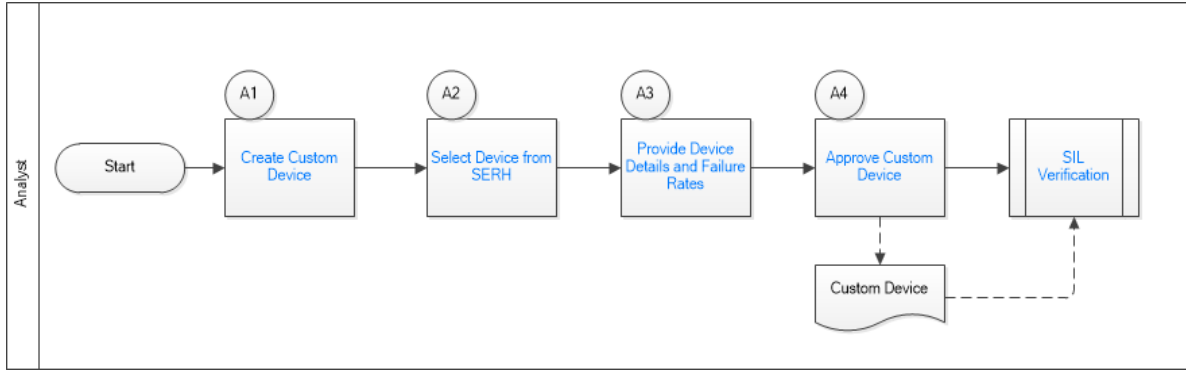 A1
A2
A3
A4
Analyst
Start
Create Custom
Device
Select Device from
SERH
Provide Device
Details and Failure
Rates
Approve Custom
Device
SIL
Verification
Custom Device